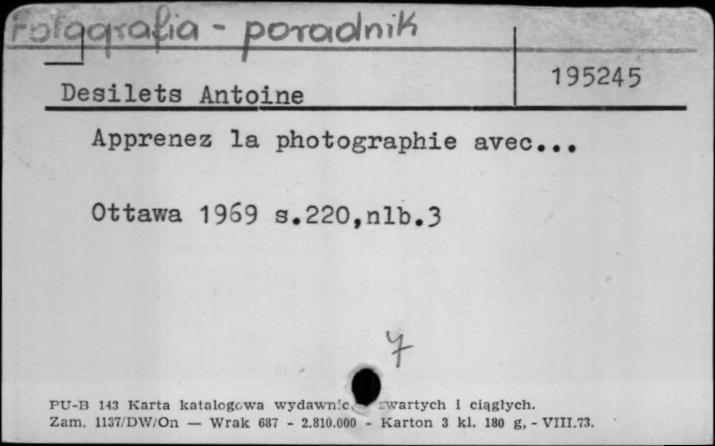 Fotografia - poradnik
195245
Desilets Antoine
Apprenez la photographie avec...
Ottawa 1969 s.220,nlb.3
7
PU-B 143 Karta katalogowa wydawnic zwartych i ciągłych.
Zam. 1137/DW/On — Wrak 687 - 2.810.000 - Karton 3 kl. 180 g, - VIII.73.